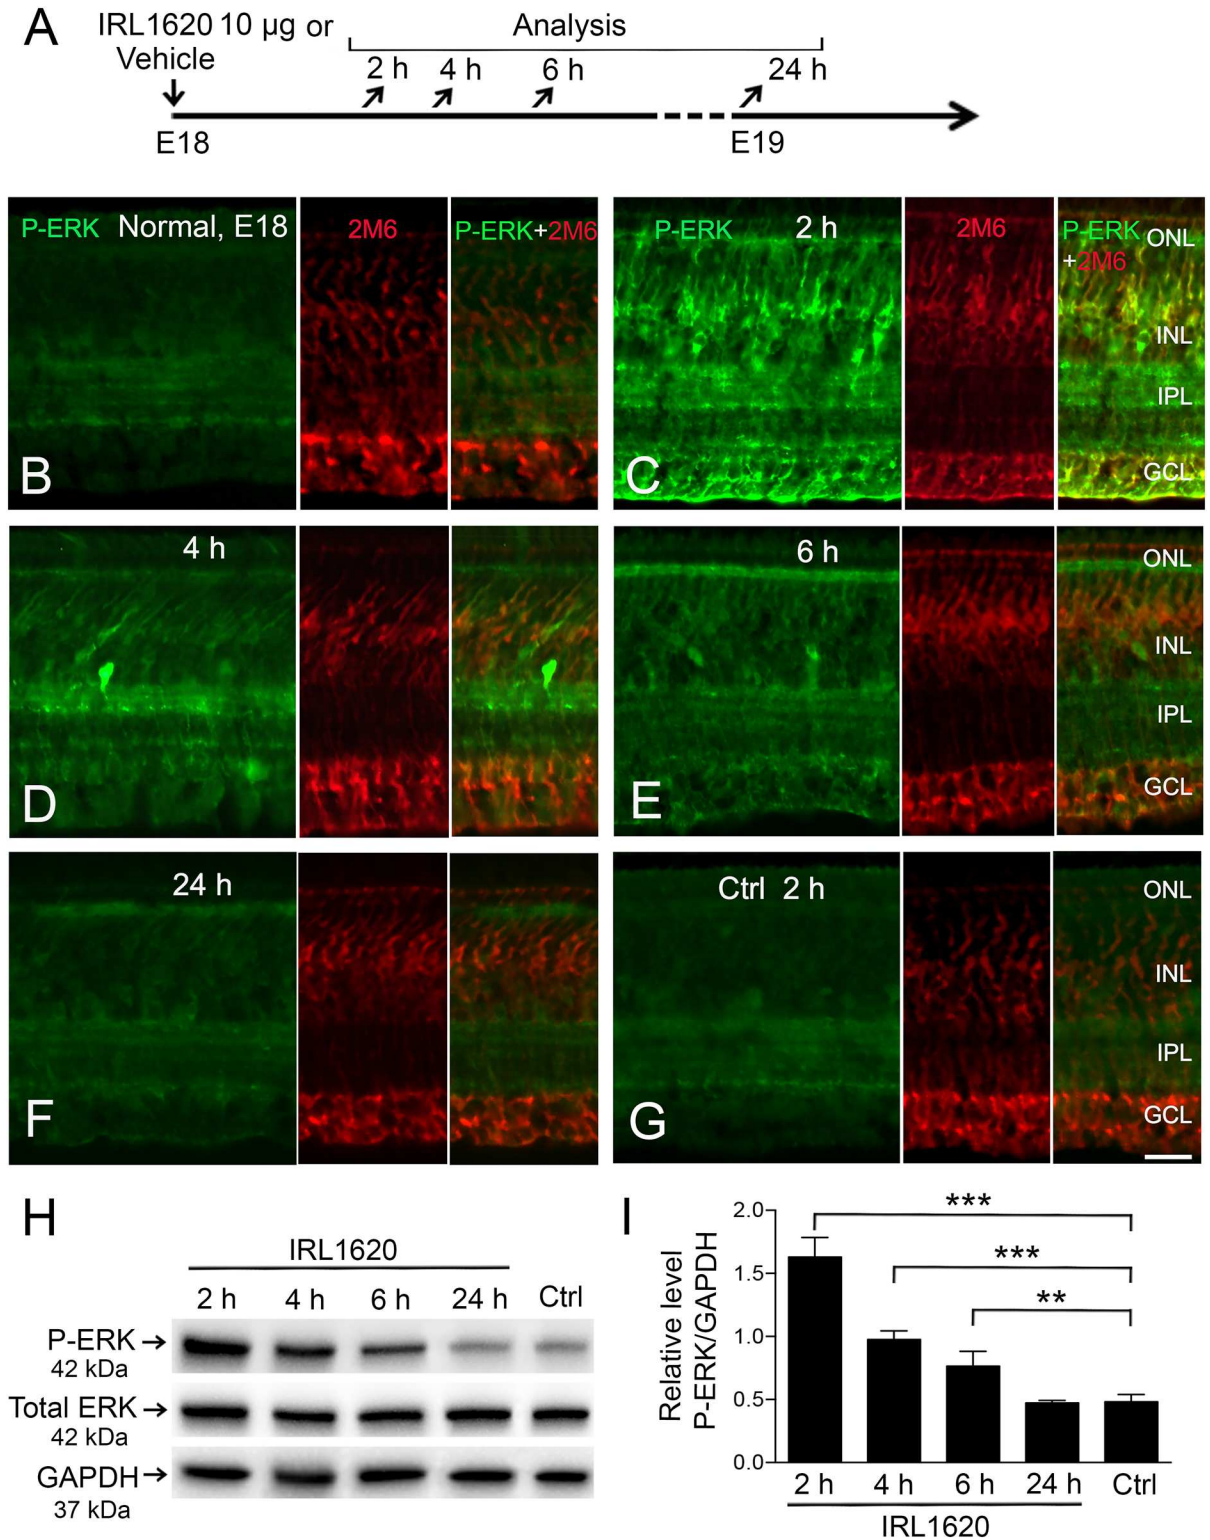 A
IRL1620 10 µg or
Vehicle
Analysis
2 h
4 h
6 h
24 h
E18
E19
P-ERK
Normal, E18
2M6
P-ERK+2M6
B
P-ERK
2 h
2M6
P-ERK
+2M6
ONL
INL
IPL
GCL
C
4 h
D
6 h
ONL
INL
IPL
GCL
E
24 h
F
Ctrl 2 h
ONL
INL
IPL
GCL
G
H
IRL1620
2 h 4 h 6 h 24 h Ctrl
P-ERK
42 kDa
Total ERK
42 kDa
GAPDH
37 kDa
I
Relative level
P-ERK/GAPDH
2.0
1.5
1.0
0.5
0.0
***
***
**
2 h 4 h 6 h 24 h Ctrl
IRL1620